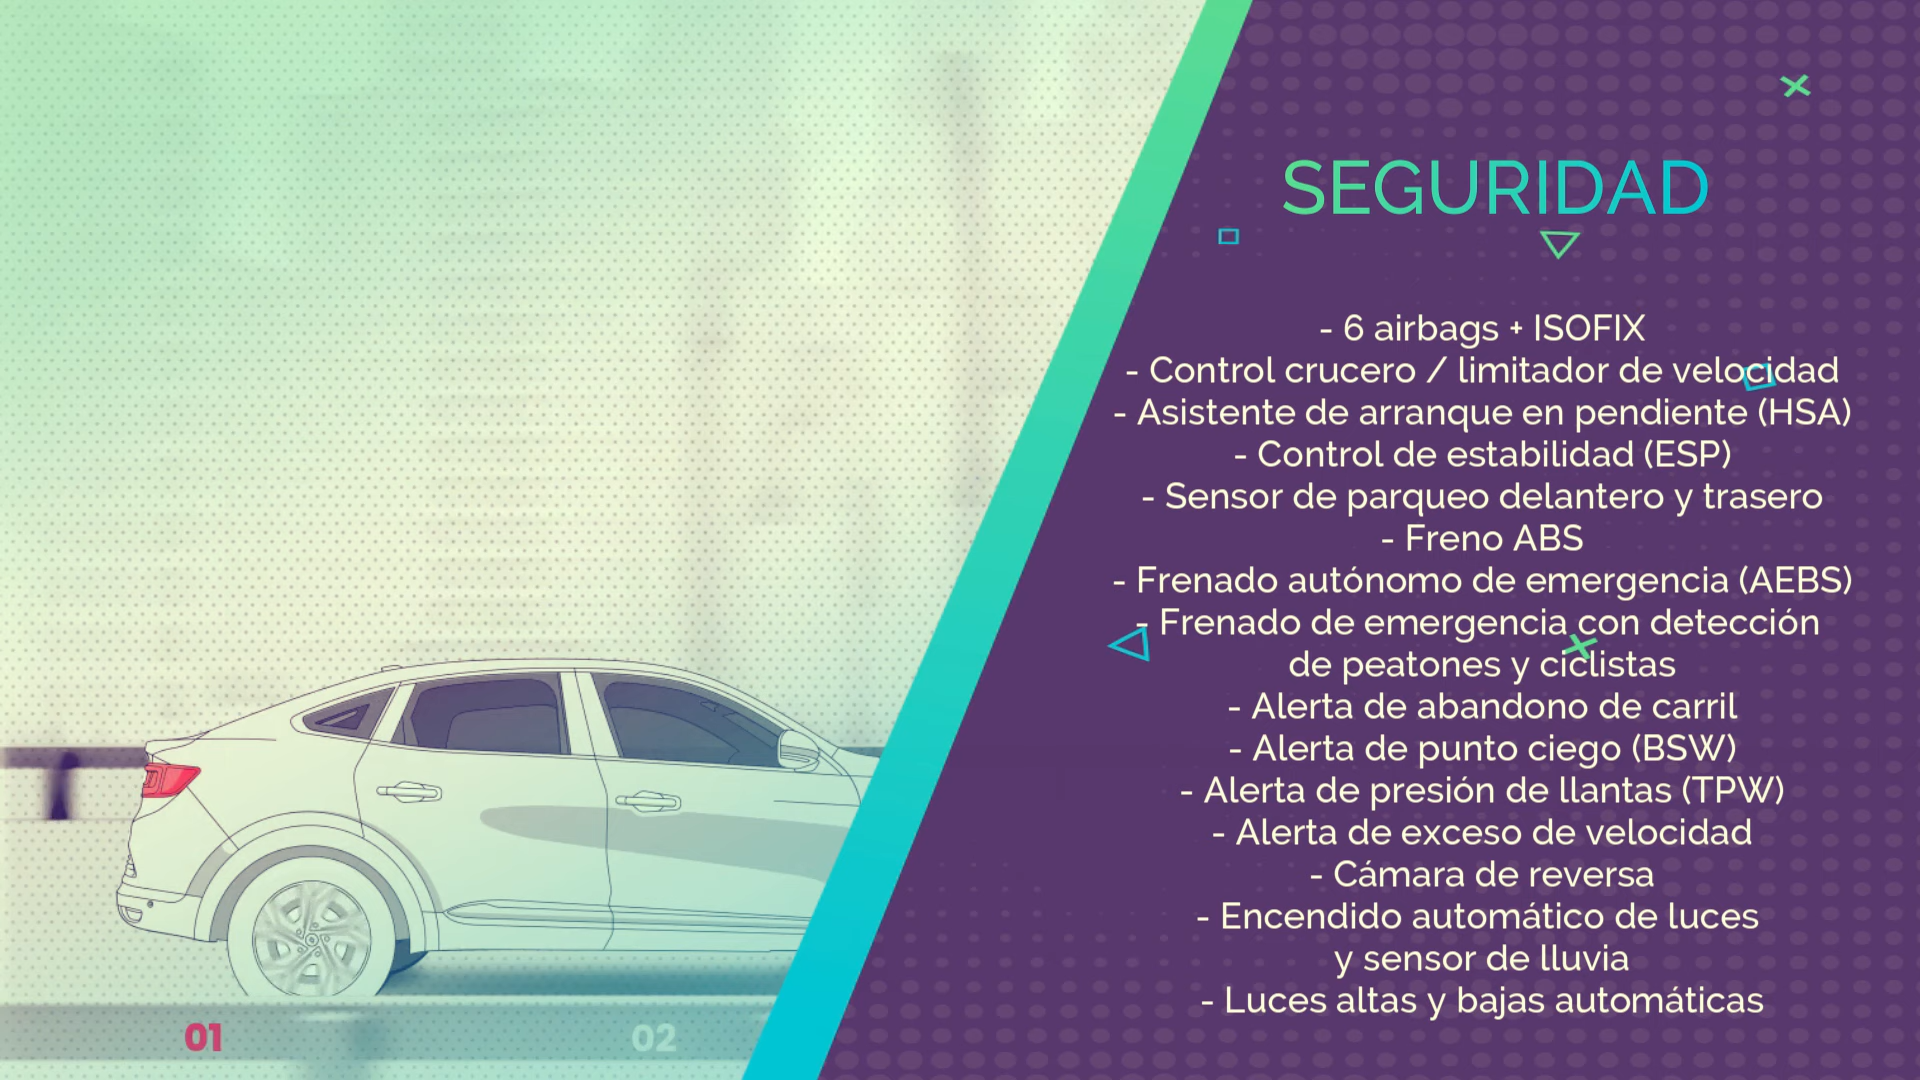 SEGURIDAD
- 6 airbags + ISOFIX
- Control crucero / limitador de velocidad
- Asistente de arranque en pendiente (HSA)
- Control de estabilidad (ESP)
- Sensor de parqueo delantero y trasero
- Freno ABS
- Frenado autónomo de emergencia (AEBS)
- Frenado de emergencia con detección
de peatones y ciclistas
- Alerta de abandono de carril
- Alerta de punto ciego (BSW)
- Alerta de presión de llantas (TPW)
- Alerta de exceso de velocidad
- Cámara de reversa
- Encendido automático de luces
y sensor de lluvia
- Luces altas y bajas automáticas
01
02